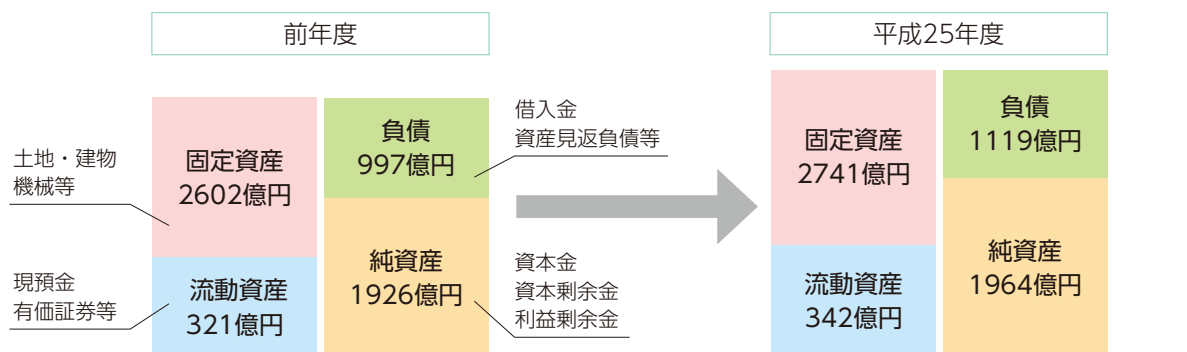 前年度
土地・建物
機械等
固定資産
2602億円
現預金
有価証券等
流動資産
321億円
負債
997億円
借入金
資産見返負債等
純資産
1926億円
資本金
資本剰余金
利益剰余金
平成25年度
固定資産
2741億円
流動資産
342億円
負債
1119億円
純資産
1964億円